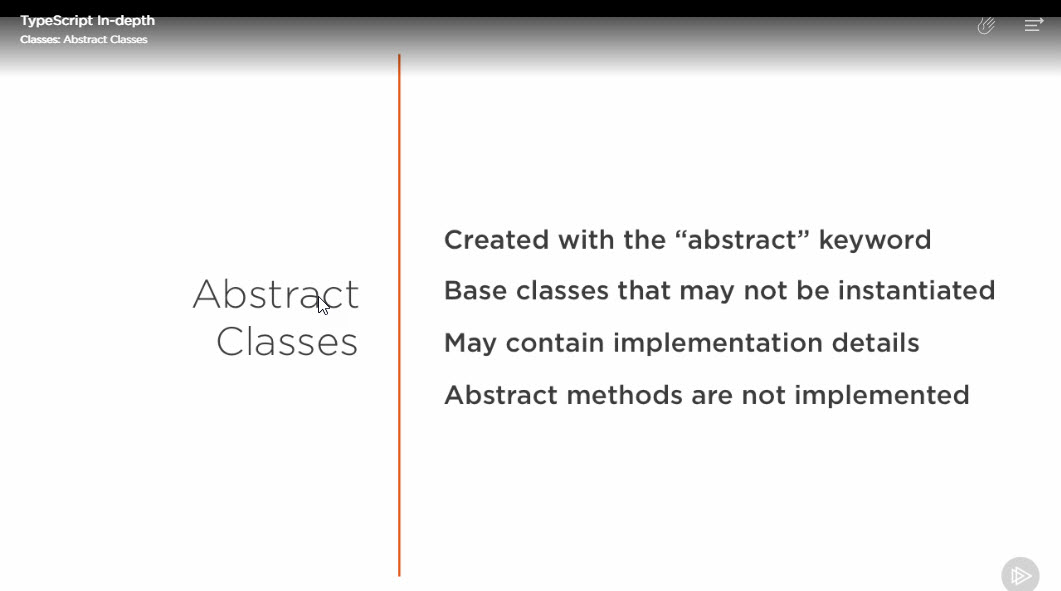 TypeScript In-depth
Classes: Abstract Classes
Abstract
Classes
Created with the “abstract” keyword
Base classes that may not be instantiated
May contain implementation details
Abstract methods are not implemented